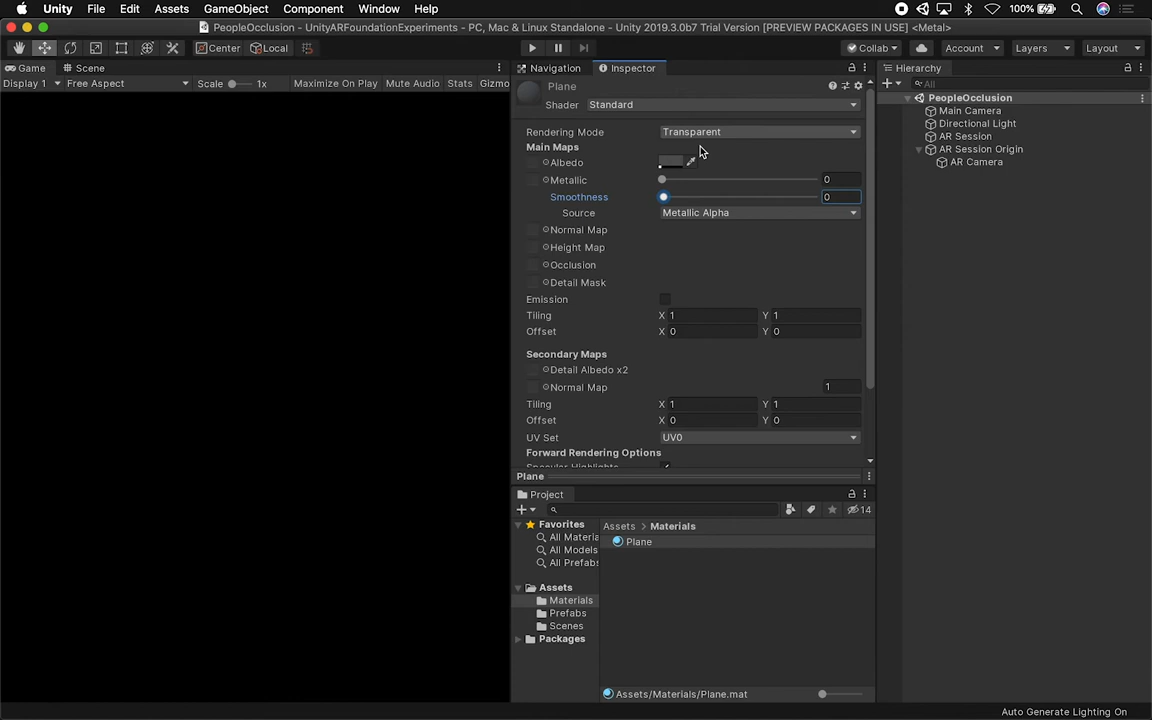 Unity File Edit Assets GameObject Component Window Help 100%
PeopleOcclusion - UnityARFoundationExperiments - PC, Mac & Linux Standalone - Unity 2019.3.0b7 Trial Version [PREVIEW PACKAGES IN USE] <Metal>
Center Local Collab Account Layers Layout
Game Scene Navigation Inspector Hierarchy
Display 1 Free Aspect Scale 1x Maximize On Play Mute Audio Stats Gizmo
Plane
All
Shader Standard
PeopleOcclusion
Main Camera
Directional Light
AR Session
AR Session Origin
AR Camera
Rendering Mode Transparent
Main Maps
Albedo
Metallic 0
Smoothness 0
Source Metallic Alpha
Normal Map
Height Map
Occlusion
Detail Mask
Emission
Tiling X 1 Y 1
Offset X 0 Y 0
Secondary Maps
Detail Albedo x2
Normal Map 1
Tiling X 1 Y 1
Offset X 0 Y 0
UV Set UV0
Forward Rendering Options
Specular Highlights
Plane
Project
14
Favorites
All Materia
All Models
All Prefabs
Assets
Materials
Prefabs
Scenes
Packages
Assets > Materials
Plane
Assets/Materials/Plane.mat
Auto Generate Lighting On